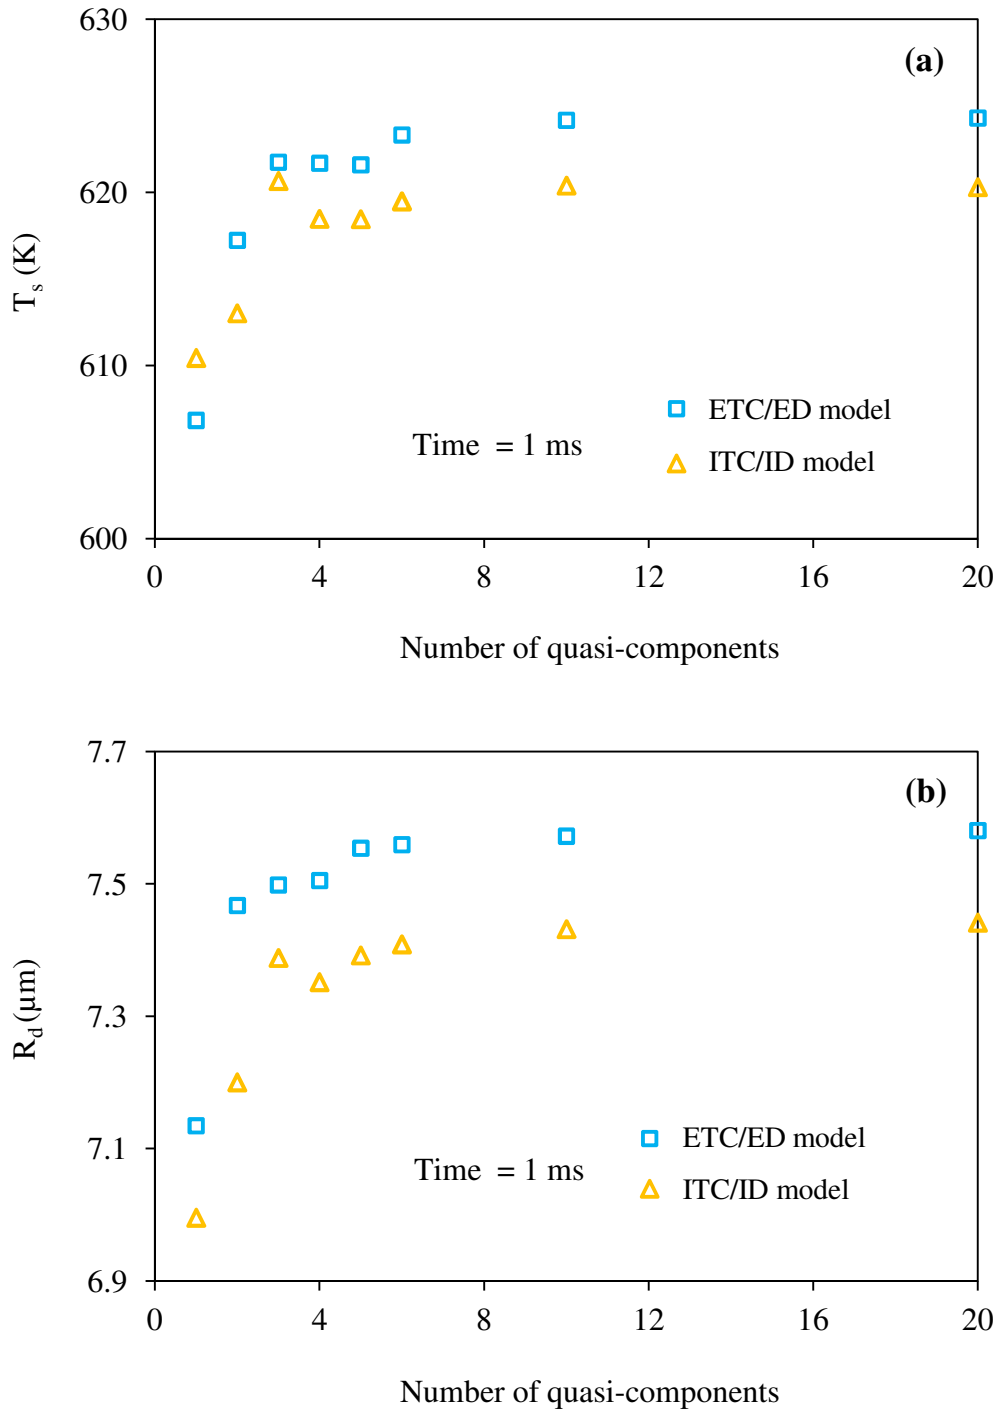 630
(a)
620
T_s (K)
610
ETC/ED model
Time = 1 ms
ITC/ID model
600
0 4 8 12 16 20
Number of quasi-components
7.7
(b)
7.5
R_d (µm)
7.3
7.1
ETC/ED model
Time = 1 ms
ITC/ID model
6.9
0 4 8 12 16 20
Number of quasi-components